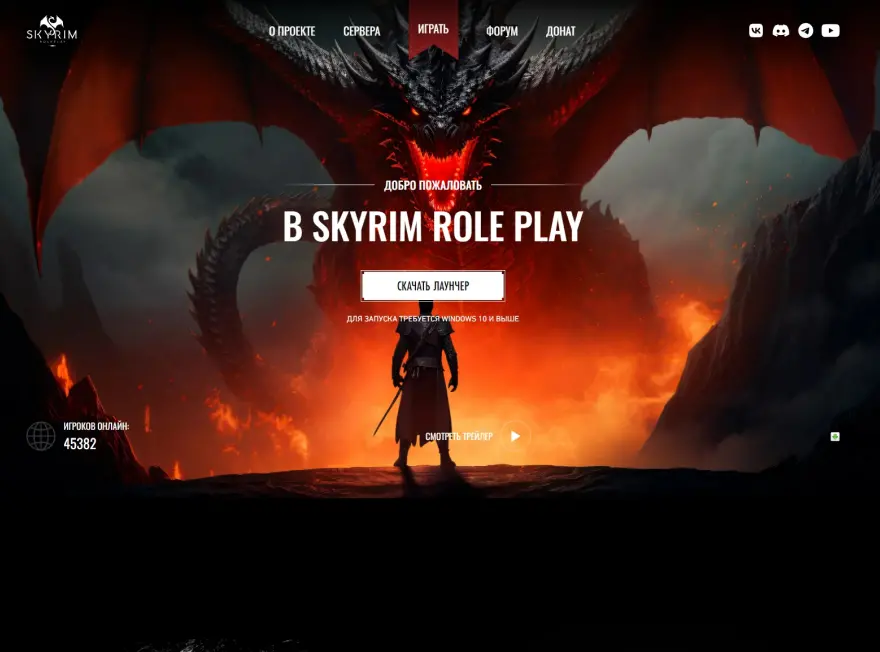 SKYRIM
О ПРОЕКТЕ
СЕРВЕРА
ИГРАТЬ
ФОРУМ
ДОНАТ
ДОБРО ПОЖАЛОВАТЬ
В SKYRIM ROLE PLAY
СКАЧАТЬ ЛАУНЧЕР
ДЛЯ ЗАПУСКА ТРЕБУЕТСЯ WINDOWS 10 И ВЫШЕ
ИГРОКОВ ОНЛАЙН:
45382
СМОТРЕТЬ ТРЕЙЛЕР